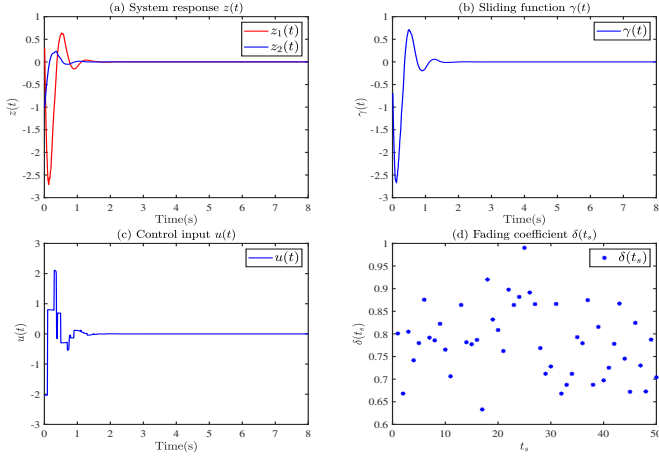 (a) System response z(t)
1
0.5
0
-0.5
-1
-1.5
-2
-2.5
-3
z(t)
z₁(t)
z₂(t)
0 1 2 3 4 5 6 7 8
Time(s)
(b) Sliding function γ(t)
1
0.5
0
-0.5
-1
-1.5
-2
-2.5
-3
γ(t)
γ(t)
0 1 2 3 4 5 6 7 8
Time(s)
(c) Control input u(t)
3
2
1
0
-1
-2
-3
u(t)
u(t)
0 1 2 3 4 5 6 7 8
Time(s)
(d) Fading coefficient δ(tₛ)
1
0.95
0.9
0.85
0.8
0.75
0.7
0.65
0.6
δ(tₛ)
δ(tₛ)
0 10 20 30 40 50
tₛ